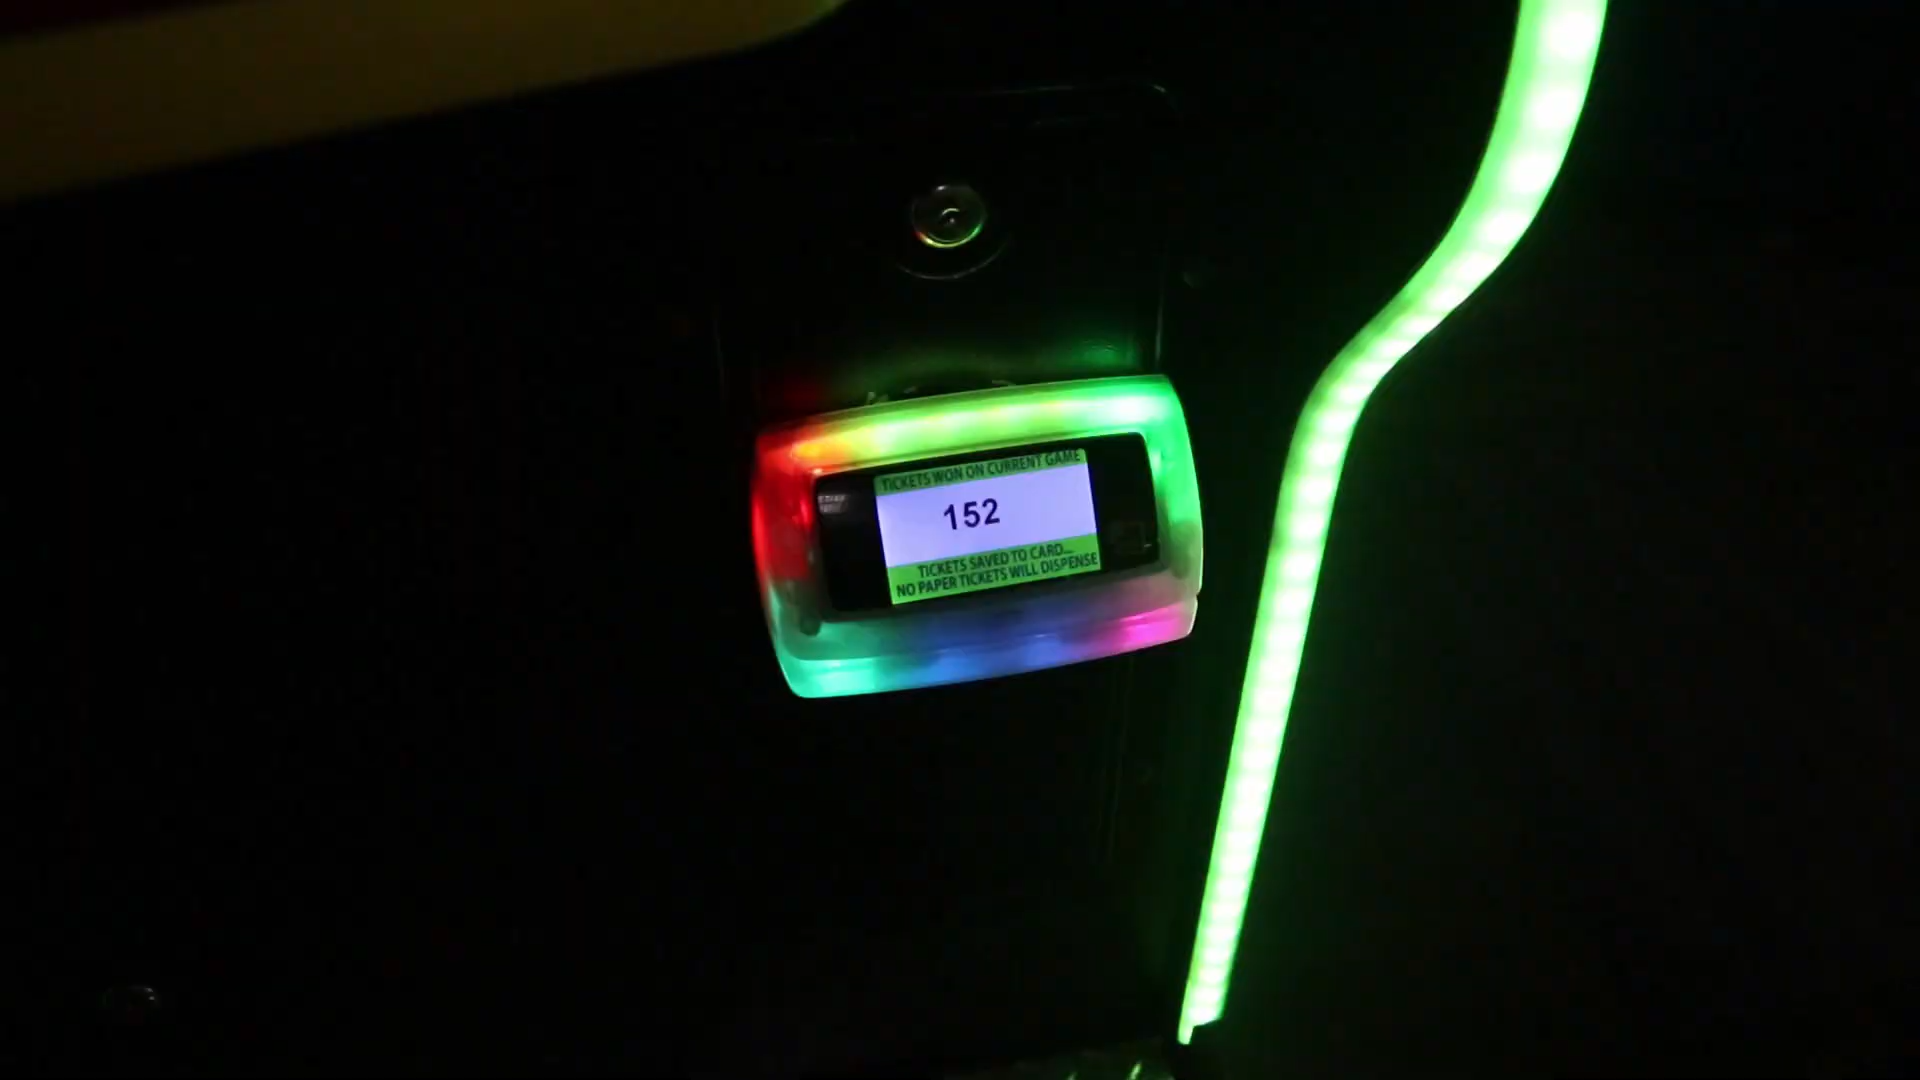 TICKETS WON ON CURRENT GAME
152
TICKETS SAVED TO CARD...
NO PAPER TICKETS WILL DISPENSE